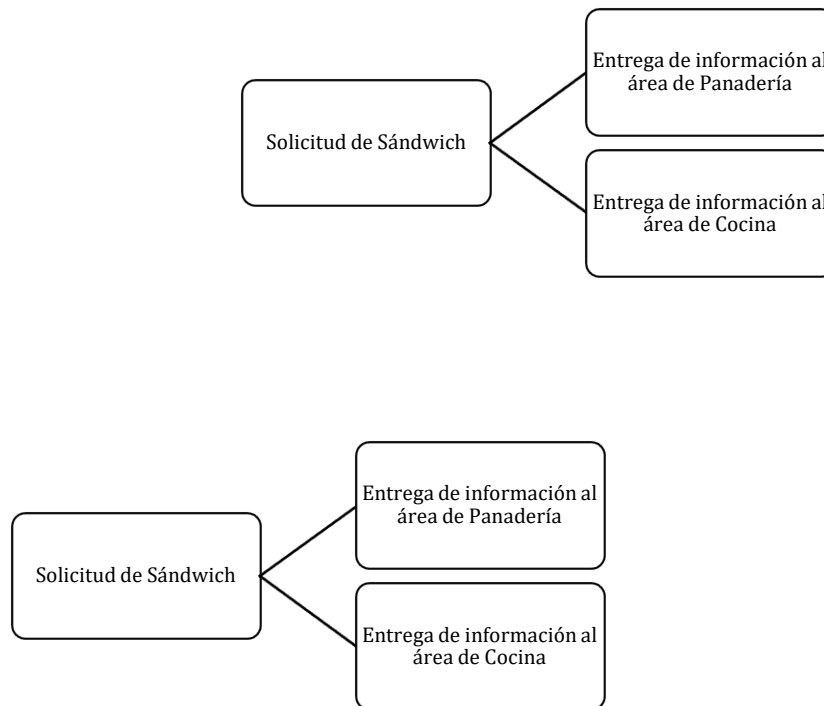 Entrega de información al
área de Panadería
Solicitud de Sándwich
Entrega de información al
área de Cocina
Entrega de información al
área de Panadería
Solicitud de Sándwich
Entrega de información al
área de Cocina